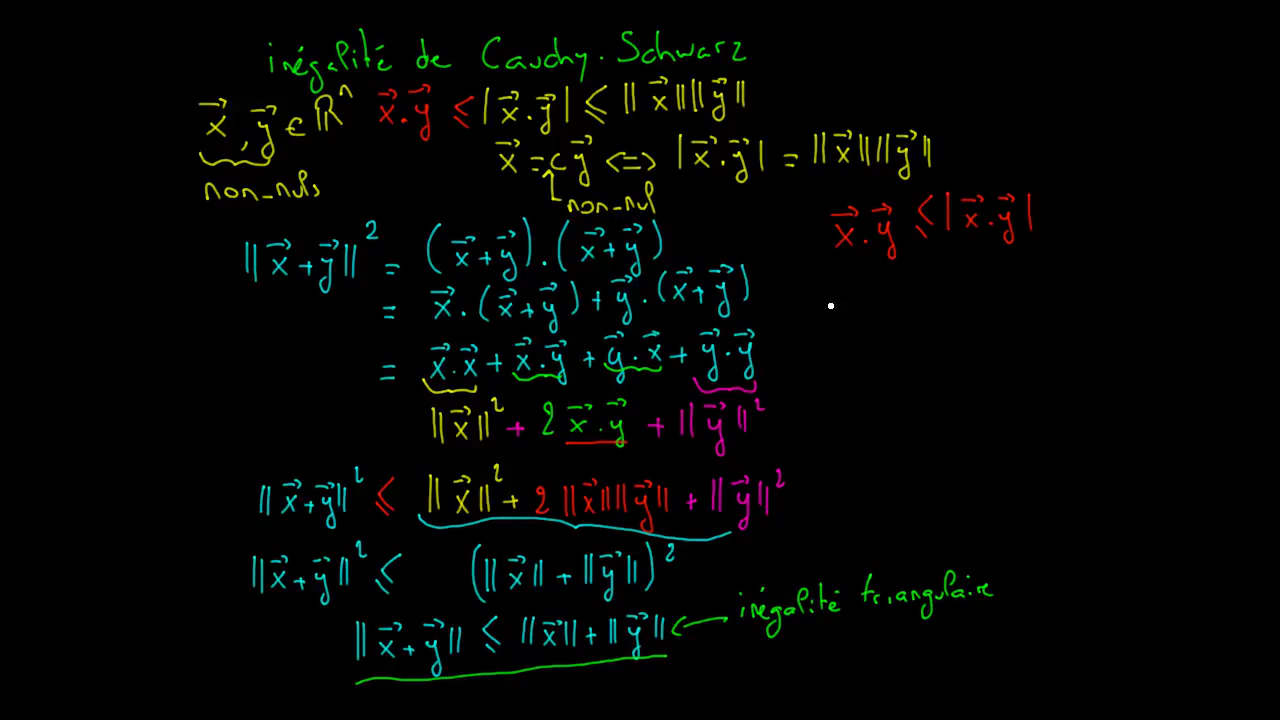 inégalité de Cauchy-Schwarz
x⃗, y⃗ ∈ ℝⁿ x⃗.y⃗ ≤ |x⃗.y⃗| ≤ ||x⃗|| ||y⃗||
non-nuls
x⃗ = c y⃗ <=> |x⃗.y⃗| = ||x⃗|| ||y⃗||
non-nul
x⃗.y⃗ ≤ |x⃗.y⃗|
||x⃗+y⃗||² = (x⃗+y⃗).(x⃗+y⃗)
= x⃗.(x⃗+y⃗) + y⃗.(x⃗+y⃗)
= x⃗.x⃗ + x⃗.y⃗ + y⃗.x⃗ + y⃗.y⃗
||x⃗||² + 2 x⃗.y⃗ + ||y⃗||²
||x⃗+y⃗||² ≤ ||x⃗||² + 2 ||x⃗|| ||y⃗|| + ||y⃗||²
||x⃗+y⃗||² ≤ (||x⃗|| + ||y⃗||)²
||x⃗+y⃗|| ≤ ||x⃗|| + ||y⃗|| ← inégalité triangulaire